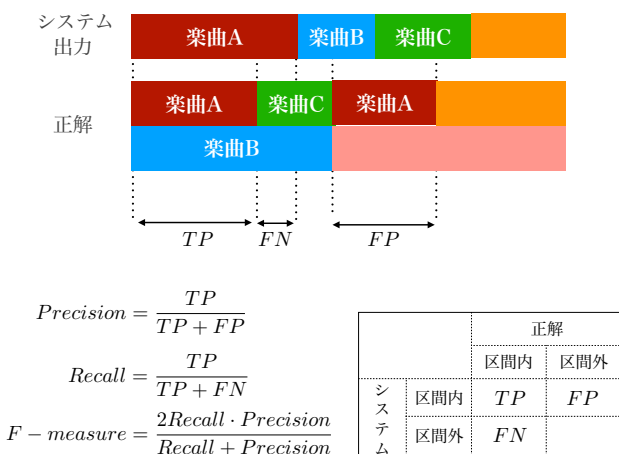 システム
出力
楽曲A
楽曲B
楽曲C
正解
楽曲A
楽曲C
楽曲A
楽曲B
TP
FN
FP
Precision = TP / TP + FP
Recall = TP / TP + FN
F − measure = 2Recall · Precision / Recall + Precision
正解
区間内 区間外
システム
区間内 TP FP
区間外 FN